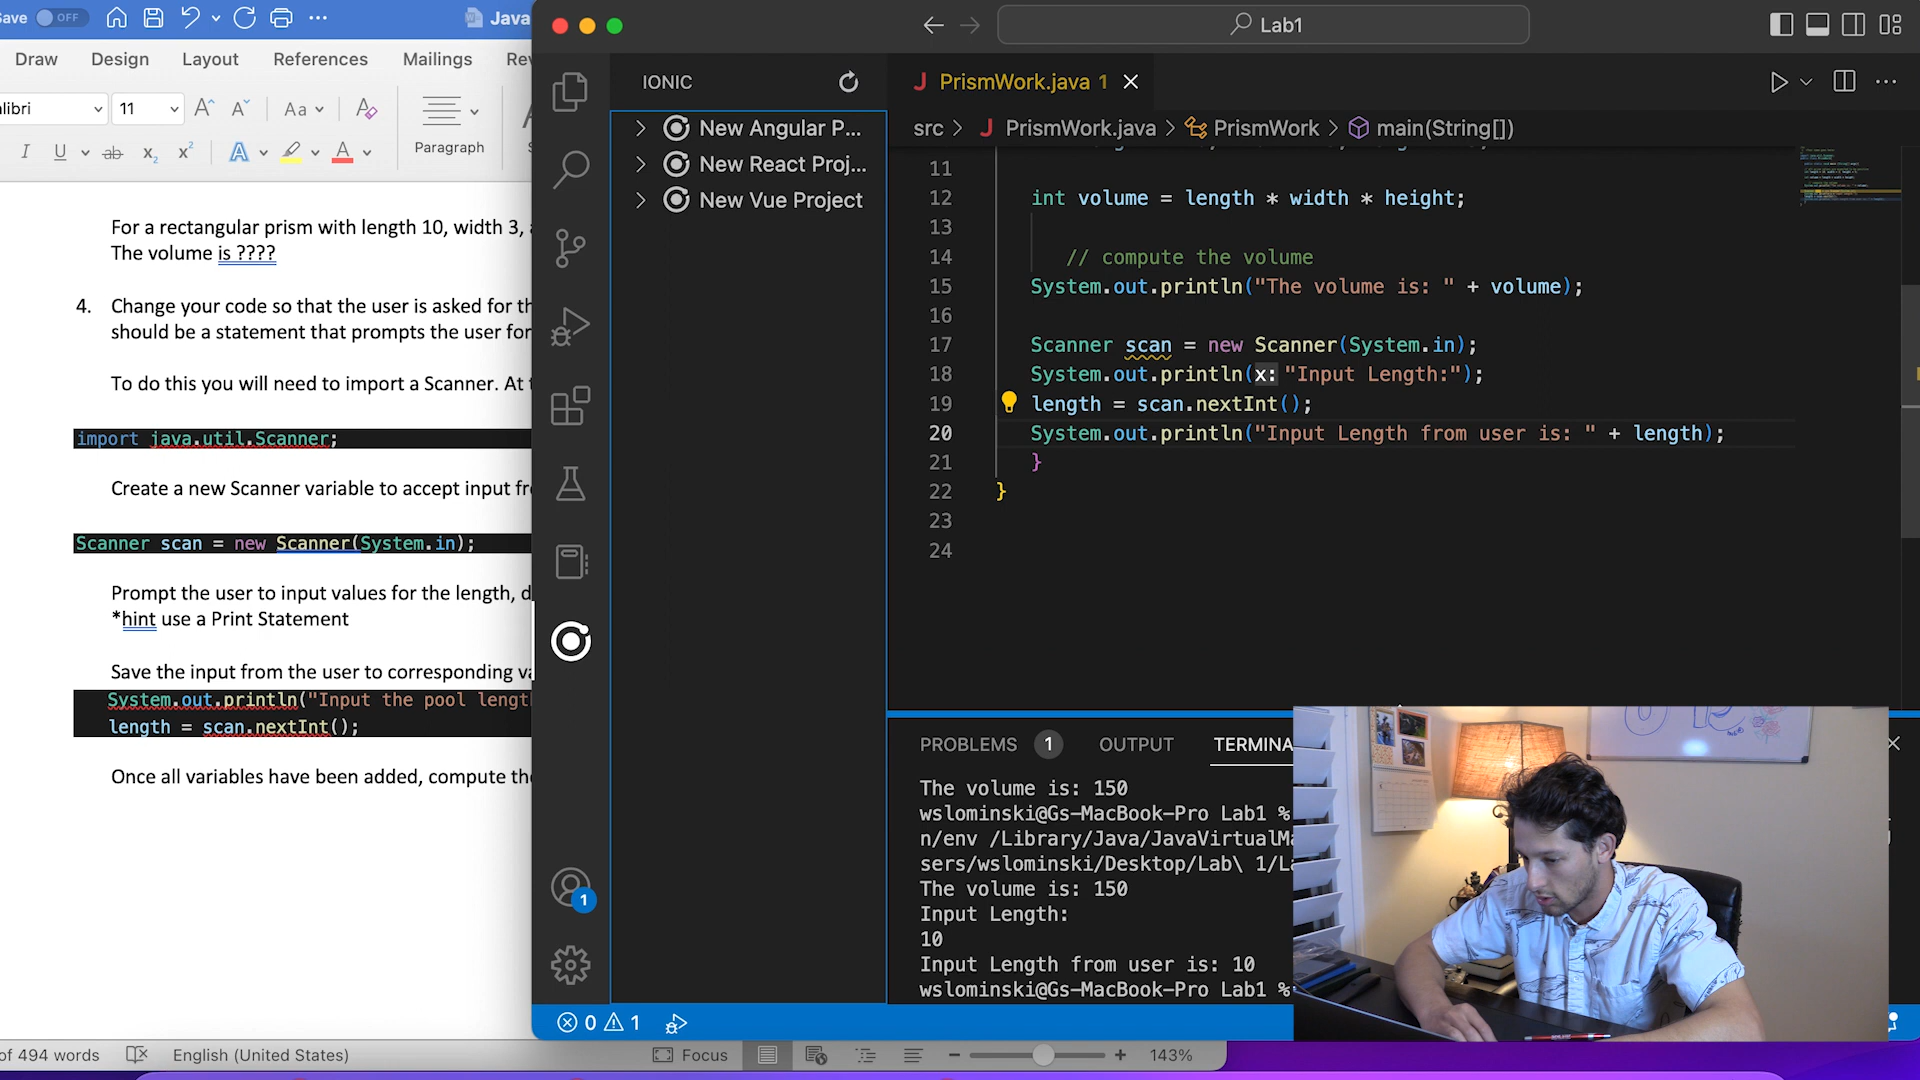 Save OFF
Java
Draw Design Layout References Mailings Rev
libri 11
Aa
I U ab x2 x2 A A
Paragraph
For a rectangular prism with length 10, width 3,
The volume is ????
4. Change your code so that the user is asked for th
should be a statement that prompts the user for
To do this you will need to import a Scanner. At
import java.util.Scanner;
Create a new Scanner variable to accept input fr
Scanner scan = new Scanner(System.in);
Prompt the user to input values for the length, d
*hint use a Print Statement
Save the input from the user to corresponding va
System.out.println("Input the pool lengt
length = scan.nextInt();
Once all variables have been added, compute the
of 494 words English (United States)
Focus 143%
Lab1
IONIC
New Angular P...
New React Proj...
New Vue Project
1
J PrismWork.java 1
src > J PrismWork.java > PrismWork > main(String[])
11
12 int volume = length * width * height;
13
14 // compute the volume
15 System.out.println("The volume is: " + volume);
16
17 Scanner scan = new Scanner(System.in);
18 System.out.println(x: "Input Length:");
19 length = scan.nextInt();
20 System.out.println("Input Length from user is: " + length);
21 }
22 }
23
24
PROBLEMS 1 OUTPUT TERMINA
The volume is: 150
wslominski@Gs-MacBook-Pro Lab1 %
n/env /Library/Java/JavaVirtualMa
sers/wslominski/Desktop/Lab\ 1/La
The volume is: 150
Input Length:
10
Input Length from user is: 10
wslominski@Gs-MacBook-Pro Lab1 %
0 1